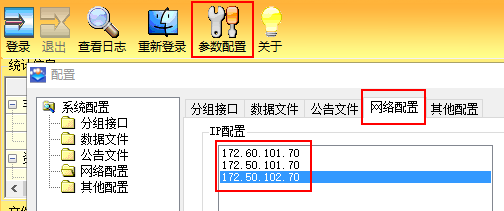 登录 退出 查看日志 重新登录 参数配置 关于
统计信息
配置
系统配置
分组接口
数据文件
公告文件
网络配置
其他配置
分组接口 数据文件 公告文件 网络配置 其他配置
IP配置
172.60.101.70
172.50.101.70
172.50.102.70